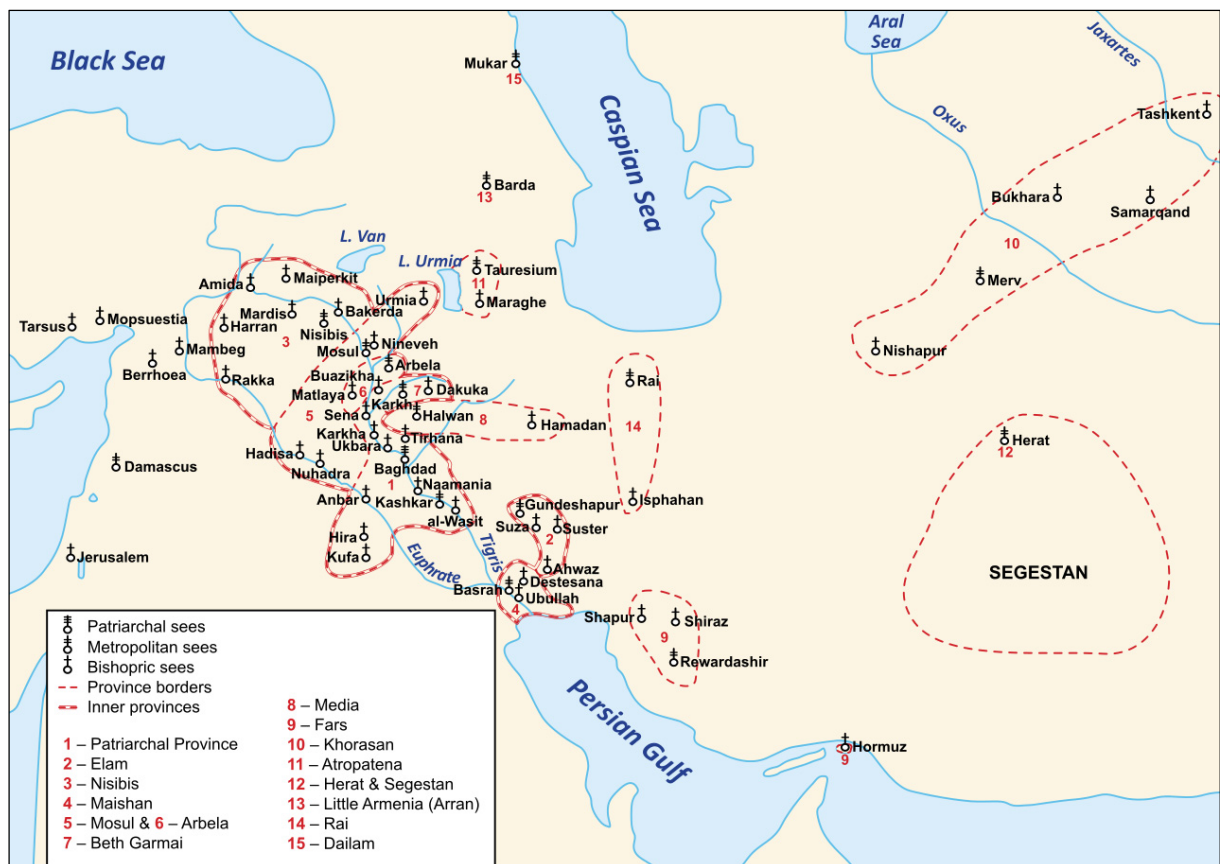 Black Sea
Mukar
15
Caspian Sea
Aral
Sea
Jaxartes
Oxus
Tashkent
Barda
13
Bukhara
Samarqand
10
L. Van
L. Urmia
Tauresium
11
Maraghe
Merv
Amida
Maiperkit
Urmia
Mardis
Bakerda
Tarsus
Mopsuestia
Harran
Nisibis
3
Nineveh
Mosul
Mambeg
Berrhoea
Arbela
Nishapur
Rakka
Buazikha
Matlaya
6
7
Dakuka
Rai
Karkh
5
Sena
Halwan
8
Hamadan
14
Karkha
Tirhana
Ukbara
Herat
12
Hadisa
Nuhadra
Baghdad
Damascus
1
Naamania
Anbar
Kashkar
al-Wasit
Gundeshapur
Isphahan
Suza
Suster
2
Hira
Kufa
Jerusalem
Euphrate
Tigris
Ahwaz
Destesana
Basrah
Ubullah
4
SEGESTAN
Shapur
Shiraz
9
Rewardashir
Persian Gulf
Hormuz
9
Patriarchal sees
Metropolitan sees
Bishopric sees
Province borders
Inner provinces
1 – Patriarchal Province
2 – Elam
3 – Nisibis
4 – Maishan
5 – Mosul & 6 – Arbela
7 – Beth Garmai
8 – Media
9 – Fars
10 – Khorasan
11 – Atropatena
12 – Herat & Segestan
13 – Little Armenia (Arran)
14 – Rai
15 – Dailam